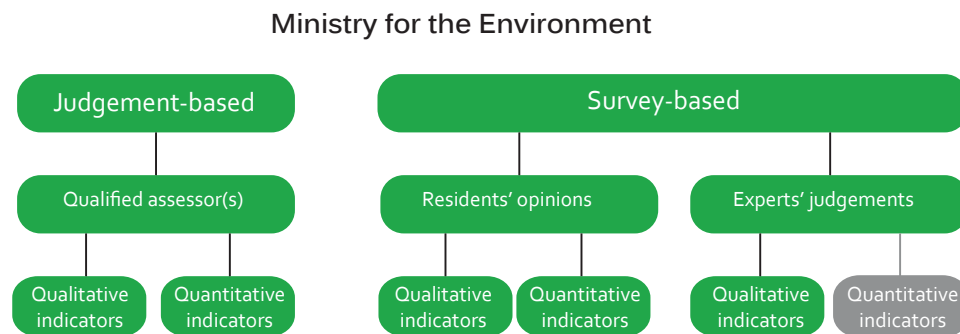 Ministry for the Environment
Judgement-based
Survey-based
Qualified assessor(s)
Residents’ opinions
Experts’ judgements
Qualitative
indicators
Quantitative
indicators
Qualitative
indicators
Quantitative
indicators
Qualitative
indicators
Quantitative
indicators